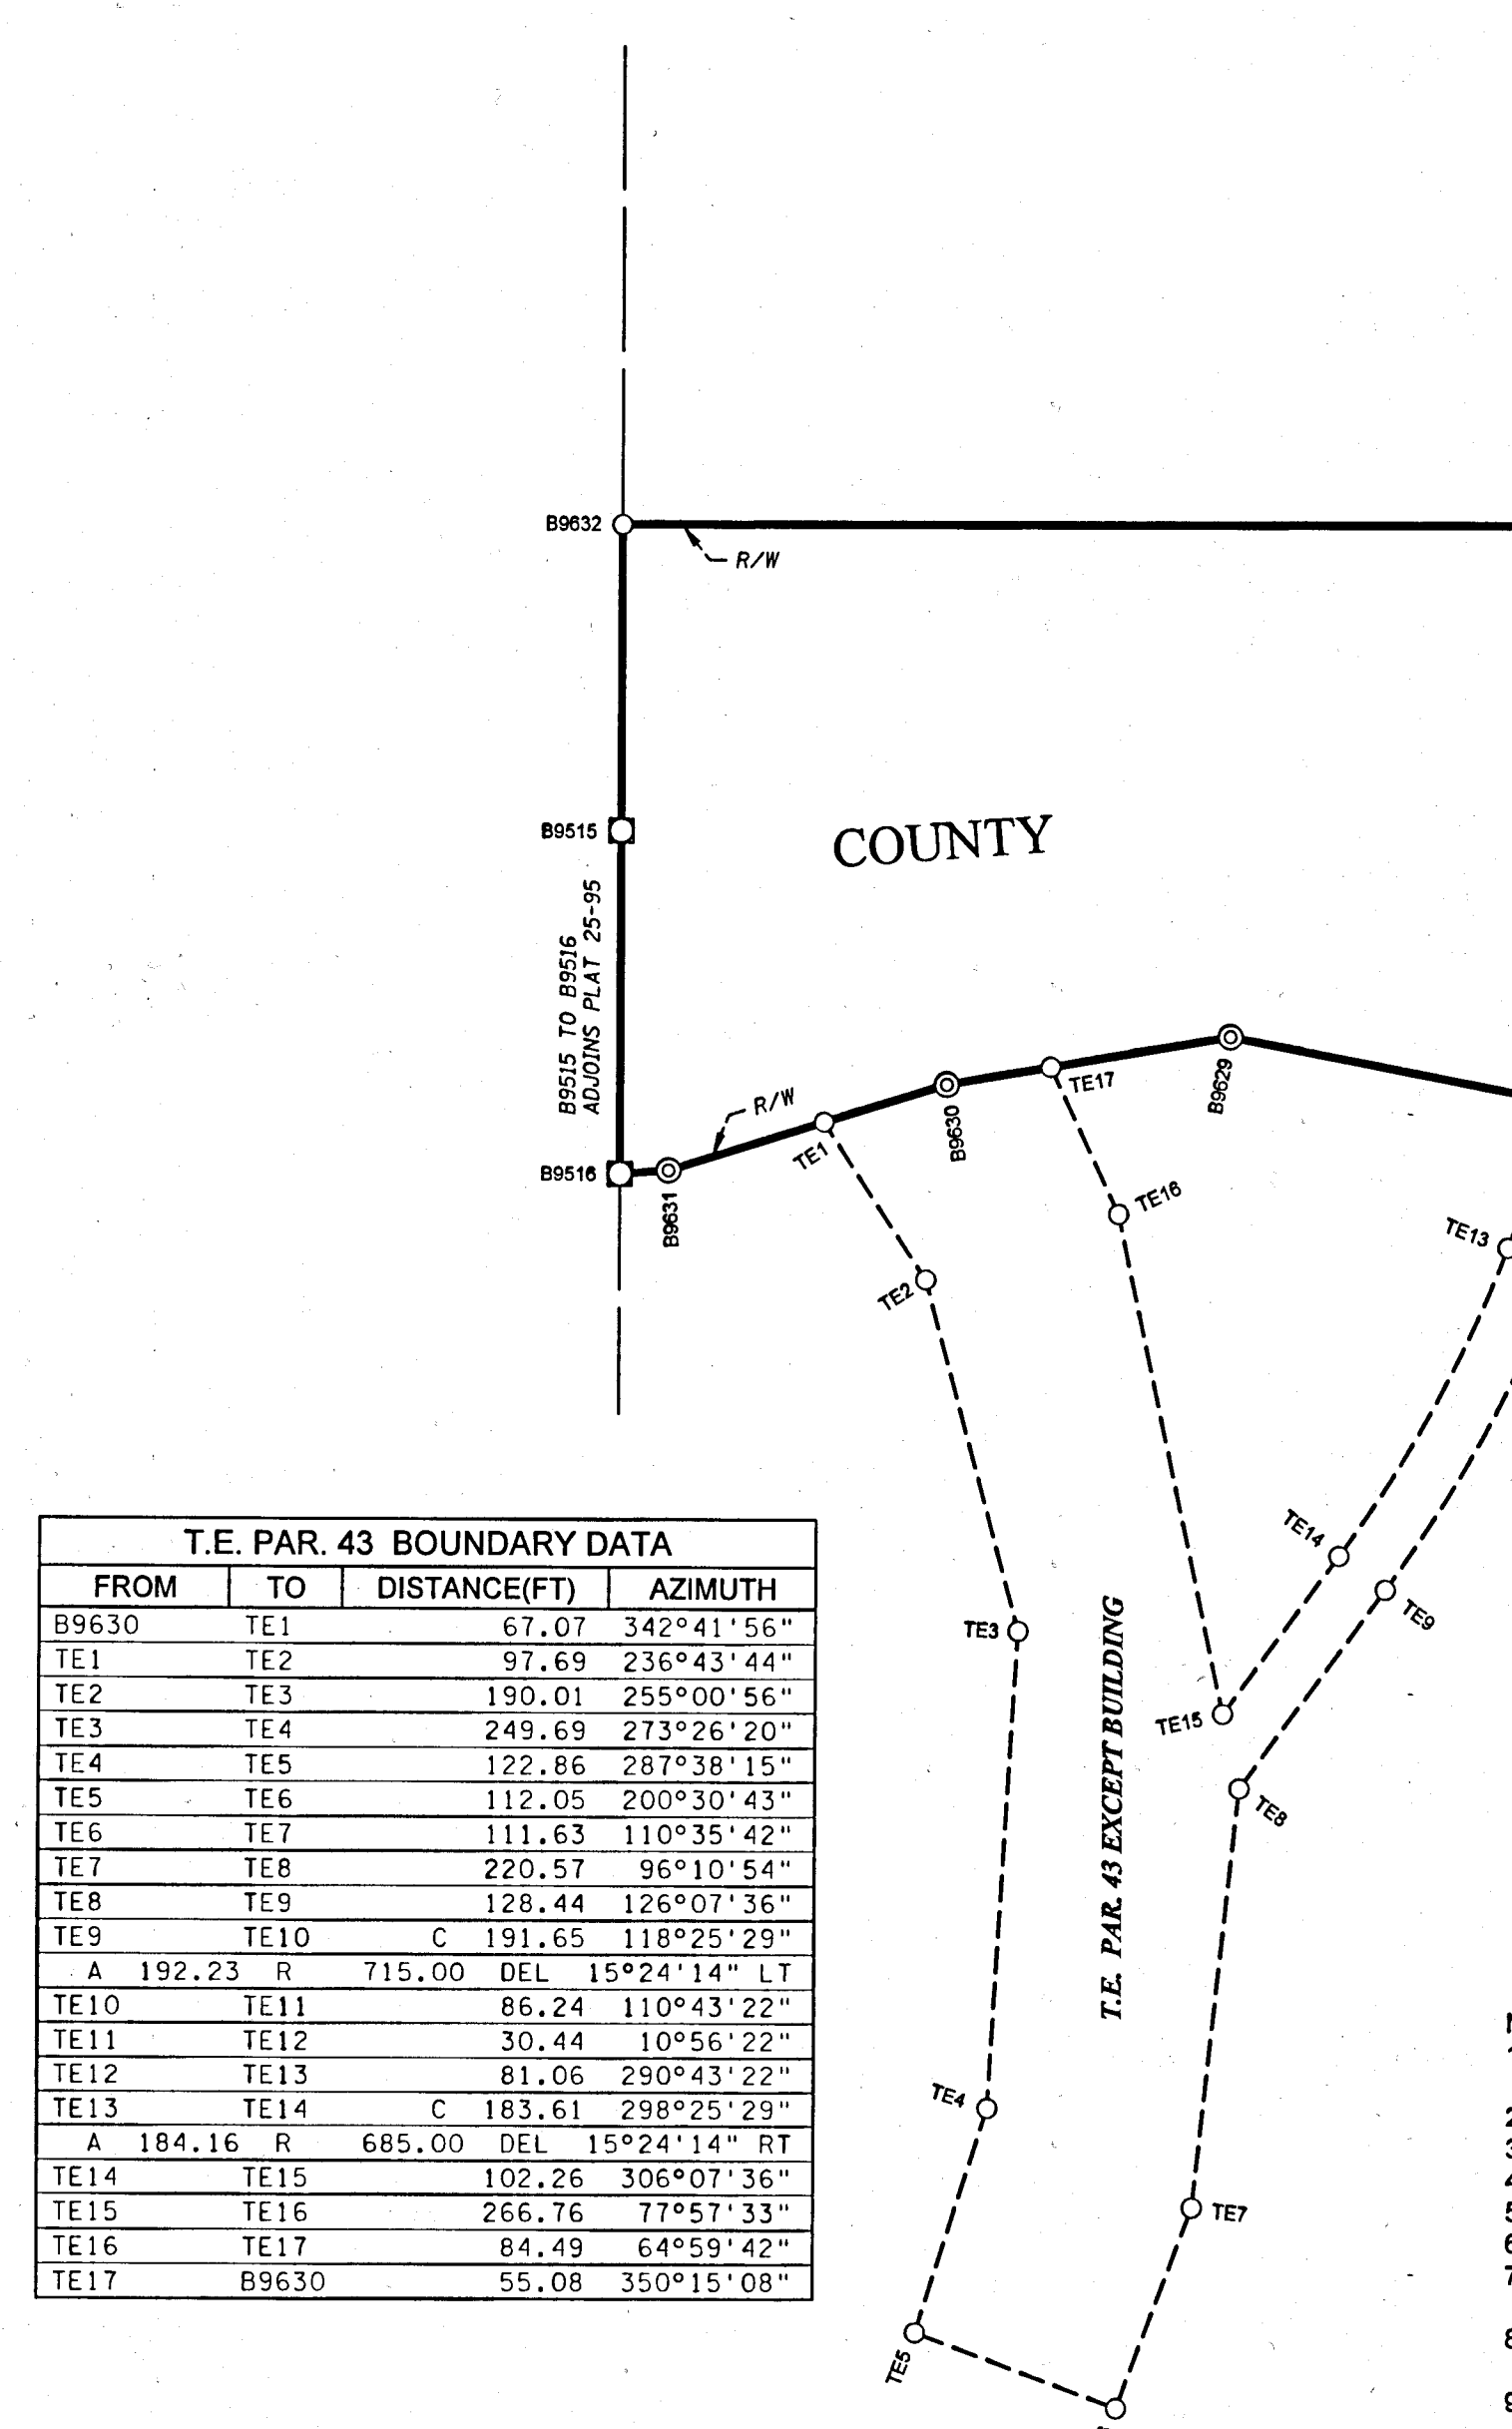 B9632
R/W
B9515
COUNTY
B9515 TO B9516
ADJOINS PLAT 25-95
R/W
B9516
B9631
TE1
B9630
TE17
B9629
TE2
TE16
TE13
TE14
TE9
TE3
TE15
TE8
T.E. PAR. 43 EXCEPT BUILDING
TE4
TE7
TE5
T.E. PAR. 43 BOUNDARY DATA
FROM TO DISTANCE(FT) AZIMUTH
B9630 TE1 67.07 342°41'56"
TE1 TE2 97.69 236°43'44"
TE2 TE3 190.01 255°00'56"
TE3 TE4 249.69 273°26'20"
TE4 TE5 122.86 287°38'15"
TE5 TE6 112.05 200°30'43"
TE6 TE7 111.63 110°35'42"
TE7 TE8 220.57 96°10'54"
TE8 TE9 128.44 126°07'36"
TE9 TE10 C 191.65 118°25'29"
A 192.23 R 715.00 DEL 15°24'14" LT
TE10 TE11 86.24 110°43'22"
TE11 TE12 30.44 10°56'22"
TE12 TE13 81.06 290°43'22"
TE13 TE14 C 183.61 298°25'29"
A 184.16 R 685.00 DEL 15°24'14" RT
TE14 TE15 102.26 306°07'36"
TE15 TE16 266.76 77°57'33"
TE16 TE17 84.49 64°59'42"
TE17 B9630 55.08 350°15'08"